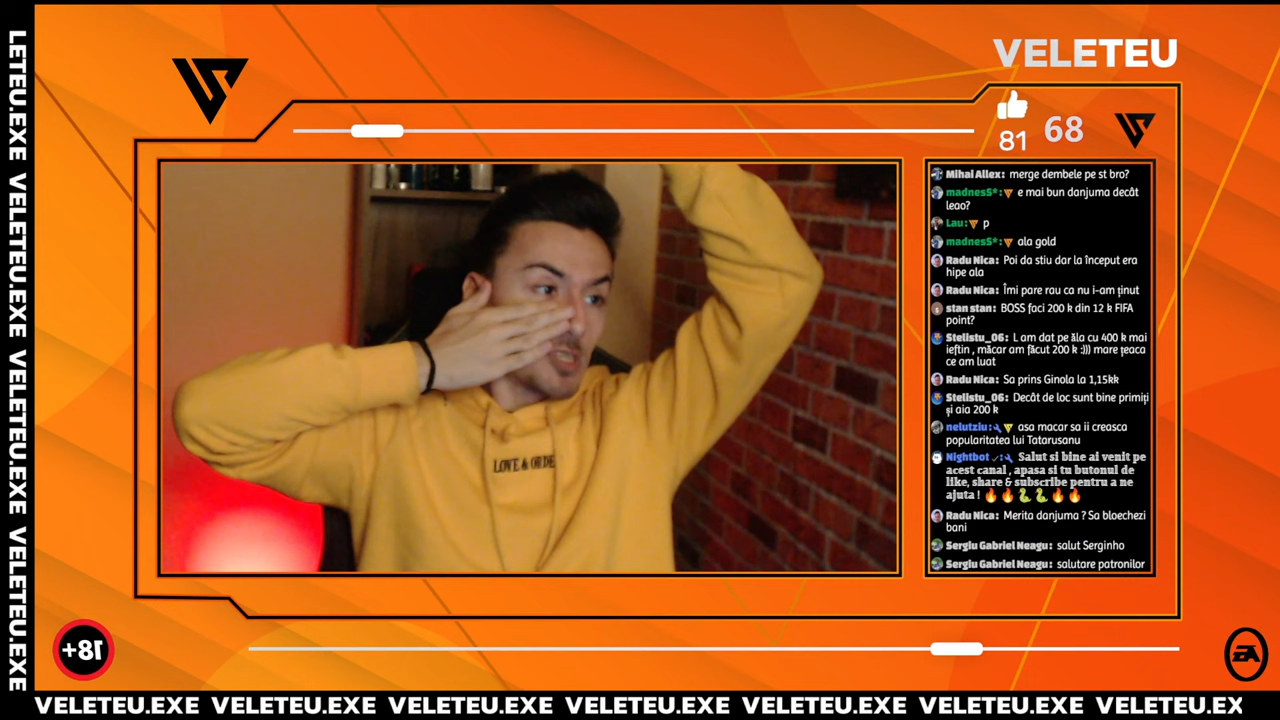 LETEU.EXE VELETEU.EXE VELETEU.EXE VELETEU.EXE
VELETEU
81
68
Mihai Allex: merge dembele pe st bro?
madnesS*: e mai bun danjuma decât
leao?
Lau: p
madnesS*: ala gold
Radu Nica: Poi da stiu dar la început era
hipe ala
Radu Nica: Îmi pare rau ca nu i-am ținut
stan stan: BOSS faci 200 k din 12 k FIFA
point?
Stelistu_06: L am dat pe ăla cu 400 k mai
ieftin , măcar am făcut 200 k :))) mare țeaca
ce am luat
Radu Nica: Sa prins Ginola la 1,15kk
Stelistu_06: Decât de loc sunt bine primiți
și aia 200 k
nelutziu: asa macar sa ii creasca
popularitatea lui Tatarusanu
Nightbot ✓: Salut si bine ai venit pe
acest canal , apasa si tu butonul de
like, share & subscribe pentru a ne
ajuta ! 🔥🔥🐍🐍🔥🔥
Radu Nica: Merita danjuma ? Sa bloechezi
bani
Sergiu Gabriel Neagu: salut Serginho
Sergiu Gabriel Neagu: salutare patronilor
LOVE & ORDE
18+
EA
VELETEU.EXE VELETEU.EXE VELETEU.EXE VELETEU.EXE VELETEU.EXE VELETEU.EXE VELETEU.EX